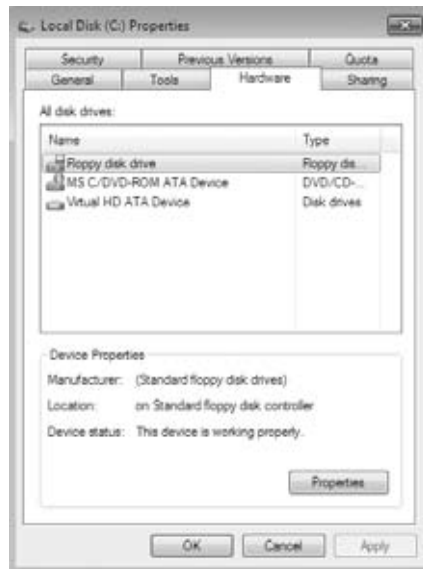 Local Disk (C:) Properties
Security Previous Versions Quota
General Tools Hardware Sharing
All disk drives:
Name Type
Floppy disk drive Floppy dis...
MS C/DVD-ROM ATA Device DVD/CD-...
Virtual HD ATA Device Disk drives
Device Properties
Manufacturer: (Standard floppy disk drives)
Location: on Standard floppy disk controller
Device status: This device is working properly.
Properties
OK Cancel Apply